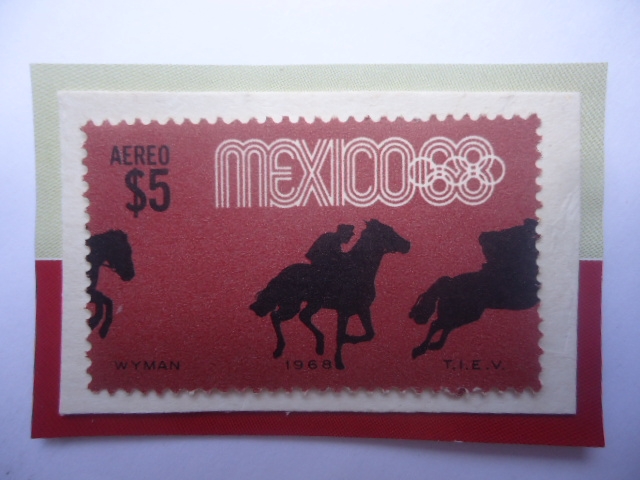 AEREO
$5
MEXICO68
WYMAN 1968 T.I.E.V.